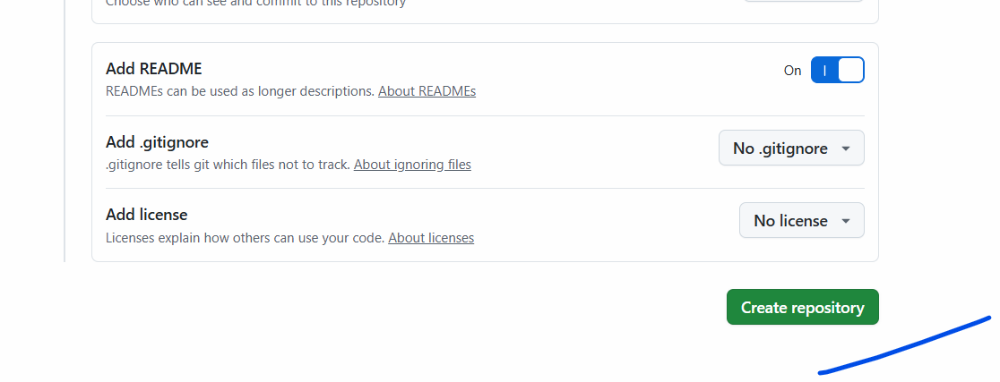 Choose who can see and commit to this repository
Add README
READMEs can be used as longer descriptions. About READMEs
On
Add .gitignore
.gitignore tells git which files not to track. About ignoring files
No .gitignore
Add license
Licenses explain how others can use your code. About licenses
No license
Create repository